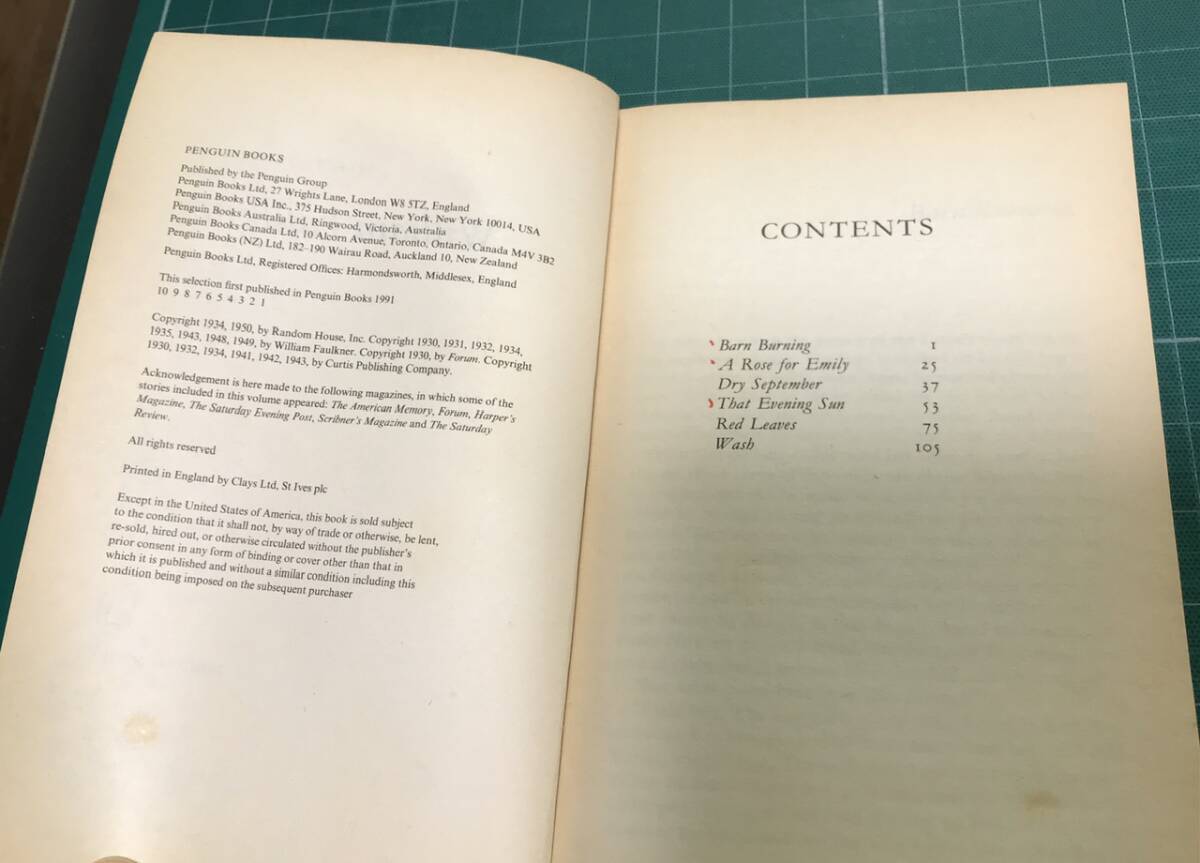 PENGUIN BOOKS
Published by the Penguin Group
Penguin Books Ltd, 27 Wrights Lane, London W8 5TZ, England
Penguin Books USA Inc., 375 Hudson Street, New York, New York 10014, USA
Penguin Books Australia Ltd, Ringwood, Victoria, Australia
Penguin Books Canada Ltd, 10 Alcorn Avenue, Toronto, Ontario, Canada M4V 3B2
Penguin Books (NZ) Ltd, 182–190 Wairau Road, Auckland 10, New Zealand
Penguin Books Ltd, Registered Offices: Harmondsworth, Middlesex, England
This selection first published in Penguin Books 1991
10 9 8 7 6 5 4 3 2 1
Copyright 1934, 1950, by Random House, Inc. Copyright 1930, 1931, 1932, 1934,
1935, 1943, 1948, 1949, by William Faulkner. Copyright 1930, by Forum. Copyright
1930, 1932, 1934, 1941, 1942, 1943, by Curtis Publishing Company.
Acknowledgement is here made to the following magazines, in which some of the
stories included in this volume appeared: The American Memory, Forum, Harper's
Magazine, The Saturday Evening Post, Scribner's Magazine and The Saturday
Review.
All rights reserved
Printed in England by Clays Ltd, St Ives plc
Except in the United States of America, this book is sold subject
to the condition that it shall not, by way of trade or otherwise, be lent,
re-sold, hired out, or otherwise circulated without the publisher's
prior consent in any form of binding or cover other than that in
which it is published and without a similar condition including this
condition being imposed on the subsequent purchaser
CONTENTS
Barn Burning 1
A Rose for Emily 25
Dry September 37
That Evening Sun 53
Red Leaves 75
Wash 105